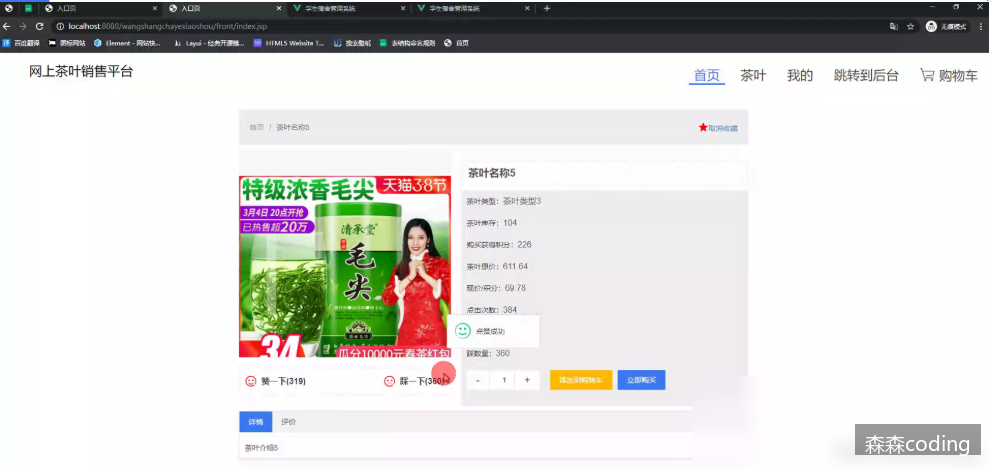 入口页
入口页
学生宿舍管理系统
学生宿舍管理系统
localhost:8080/wangshangchayexiaoshou/front/index.jsp
无痕模式
百度翻译
图标网站
Element - 网站快...
Layui - 经典开源模...
HTML5 Website T...
搜索壁纸
表结构命名规则
首页
网上茶叶销售平台
首页
茶叶
我的
跳转到后台
购物车
首页 / 茶叶名称5
取消收藏
特级浓香毛尖
天猫38节
3月4日 20点开抢
已热售超20万
清承堂
毛尖
34
瓜分10000元春茶红包
茶叶名称5
茶叶类型：茶叶类型3
茶叶库存：104
购买获得积分：226
茶叶原价：611.64
现价/积分：69.78
点击次数：384
点赞成功
踩数量：360
赞一下(319)
踩一下(360)
- 1 +
添加到购物车
立即购买
详情
评价
茶叶介绍5
森森coding